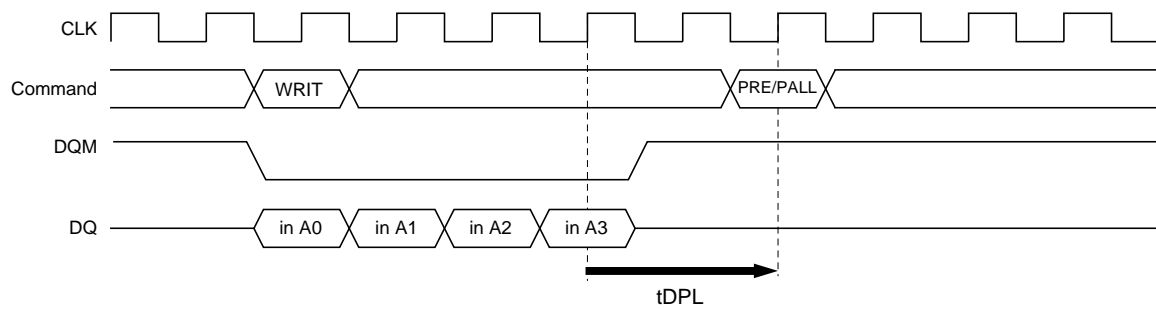 CLK
Command WRIT PRE/PALL
DQM
DQ in A0 in A1 in A2 in A3
tDPL